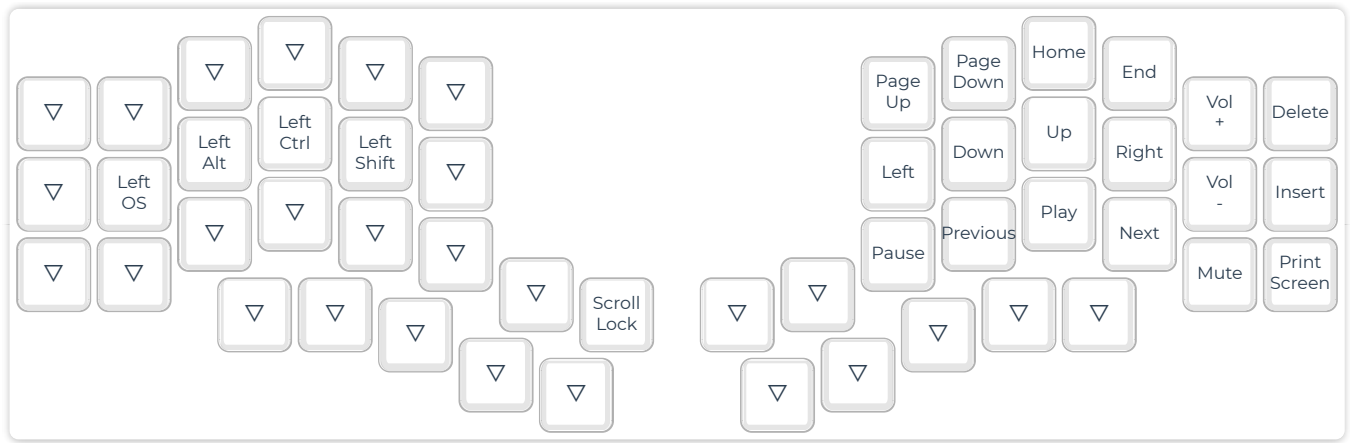 Home
Page
Down
End
Page
Up
Vol
+
Delete
Left
Ctrl
Left
Alt
Left
Shift
Up
Down
Right
Left
Left
OS
Vol
-
Insert
Play
Previous
Next
Pause
Mute
Print
Screen
Scroll
Lock